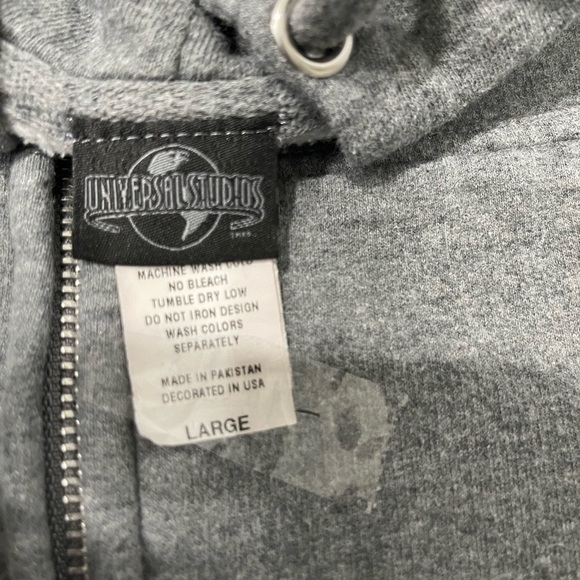 UNIVERSAL STUDIOS
MACHINE WASH COLD
NO BLEACH
TUMBLE DRY LOW
DO NOT IRON DESIGN
WASH COLORS
SEPARATELY
MADE IN PAKISTAN
DECORATED IN USA
LARGE